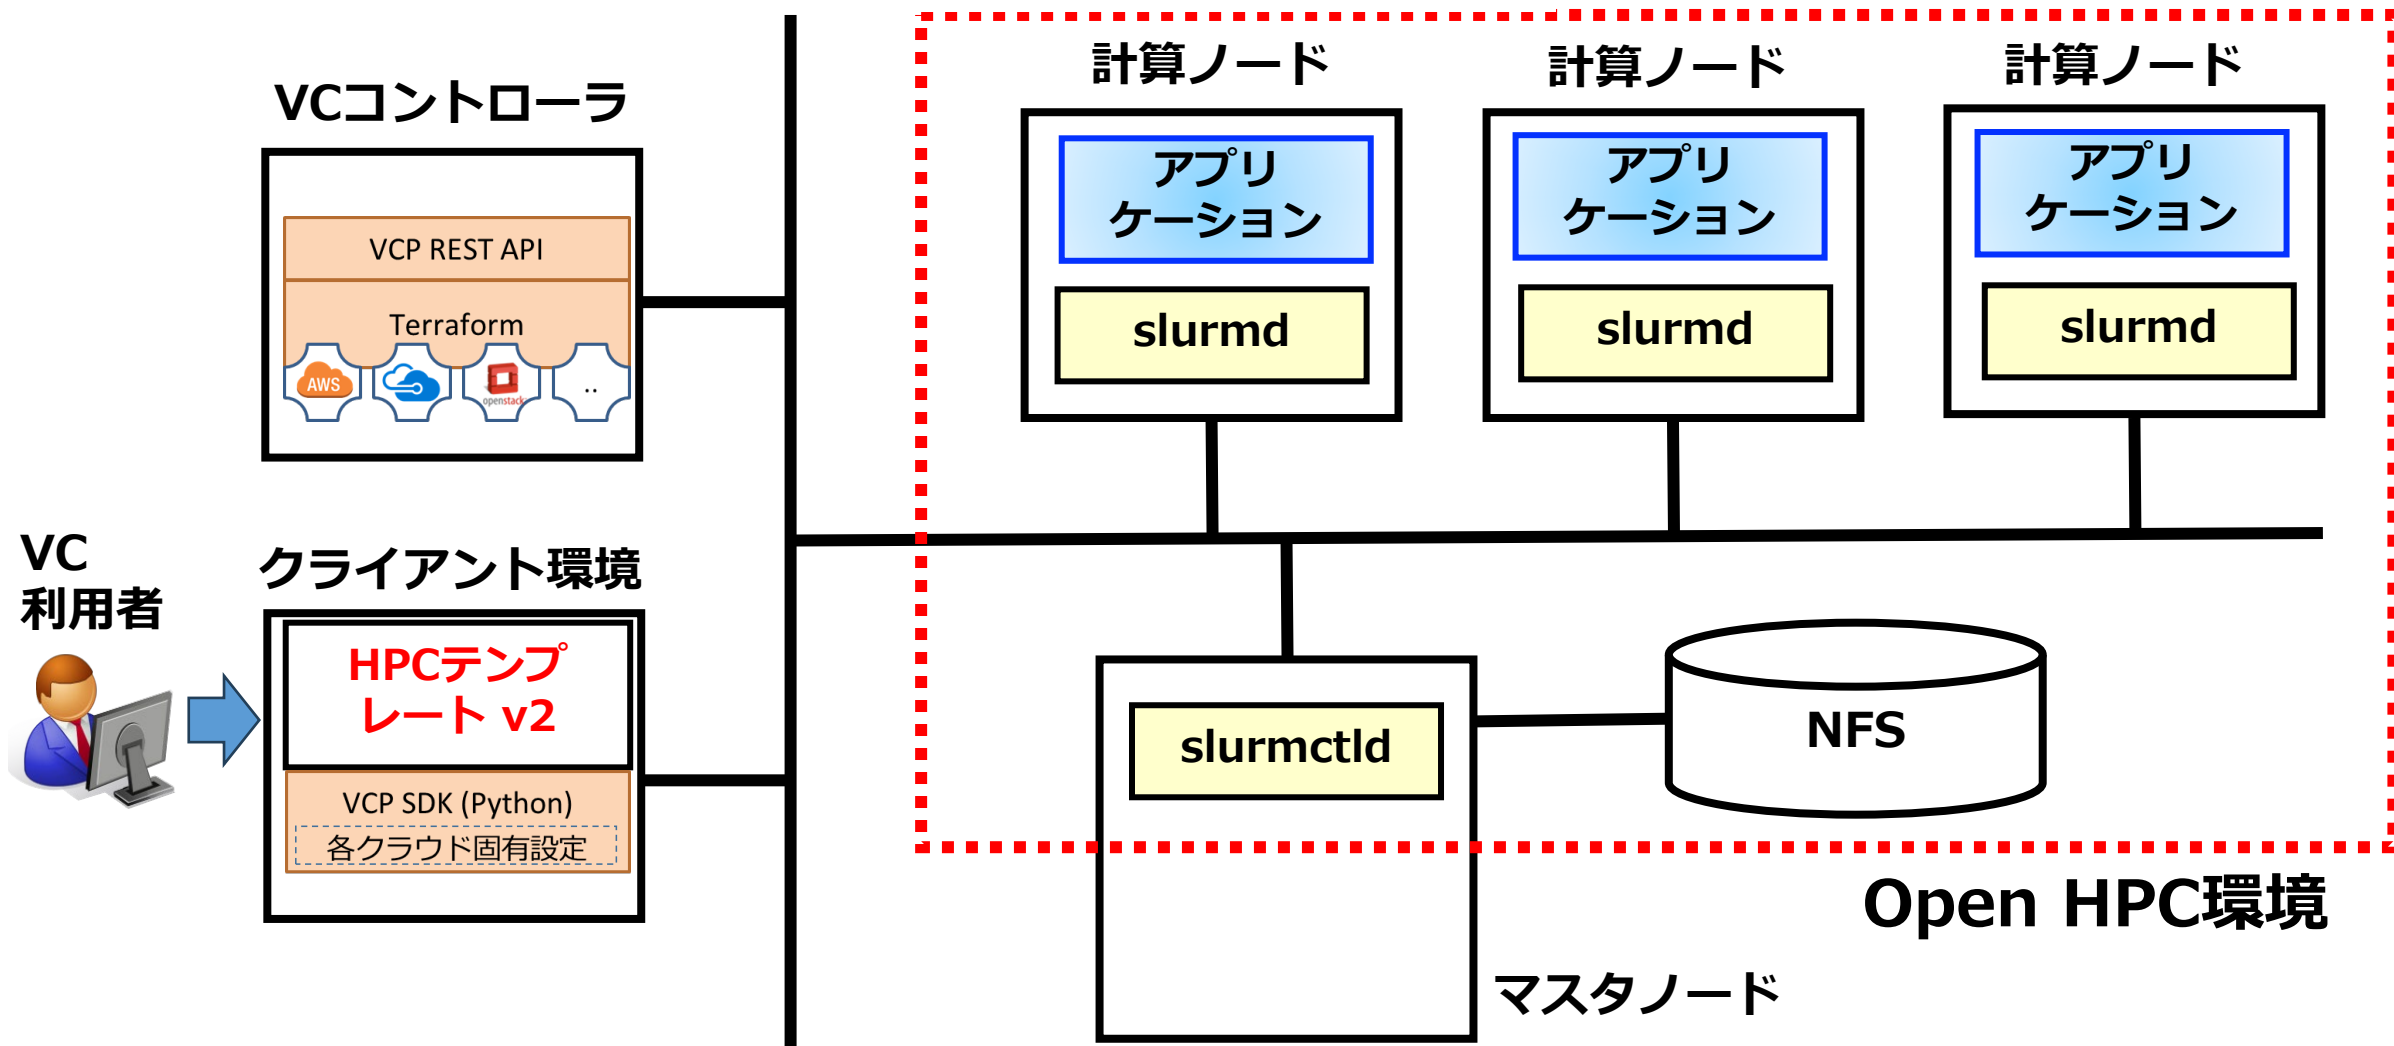 VCコントローラ
VCP REST API
Terraform
AWS
openstack
..
VC
利用者
クライアント環境
HPCテンプ
レート v2
VCP SDK (Python)
各クラウド固有設定
計算ノード
アプリ
ケーション
slurmd
計算ノード
アプリ
ケーション
slurmd
計算ノード
アプリ
ケーション
slurmd
slurmctld
NFS
Open HPC環境
マスタノード